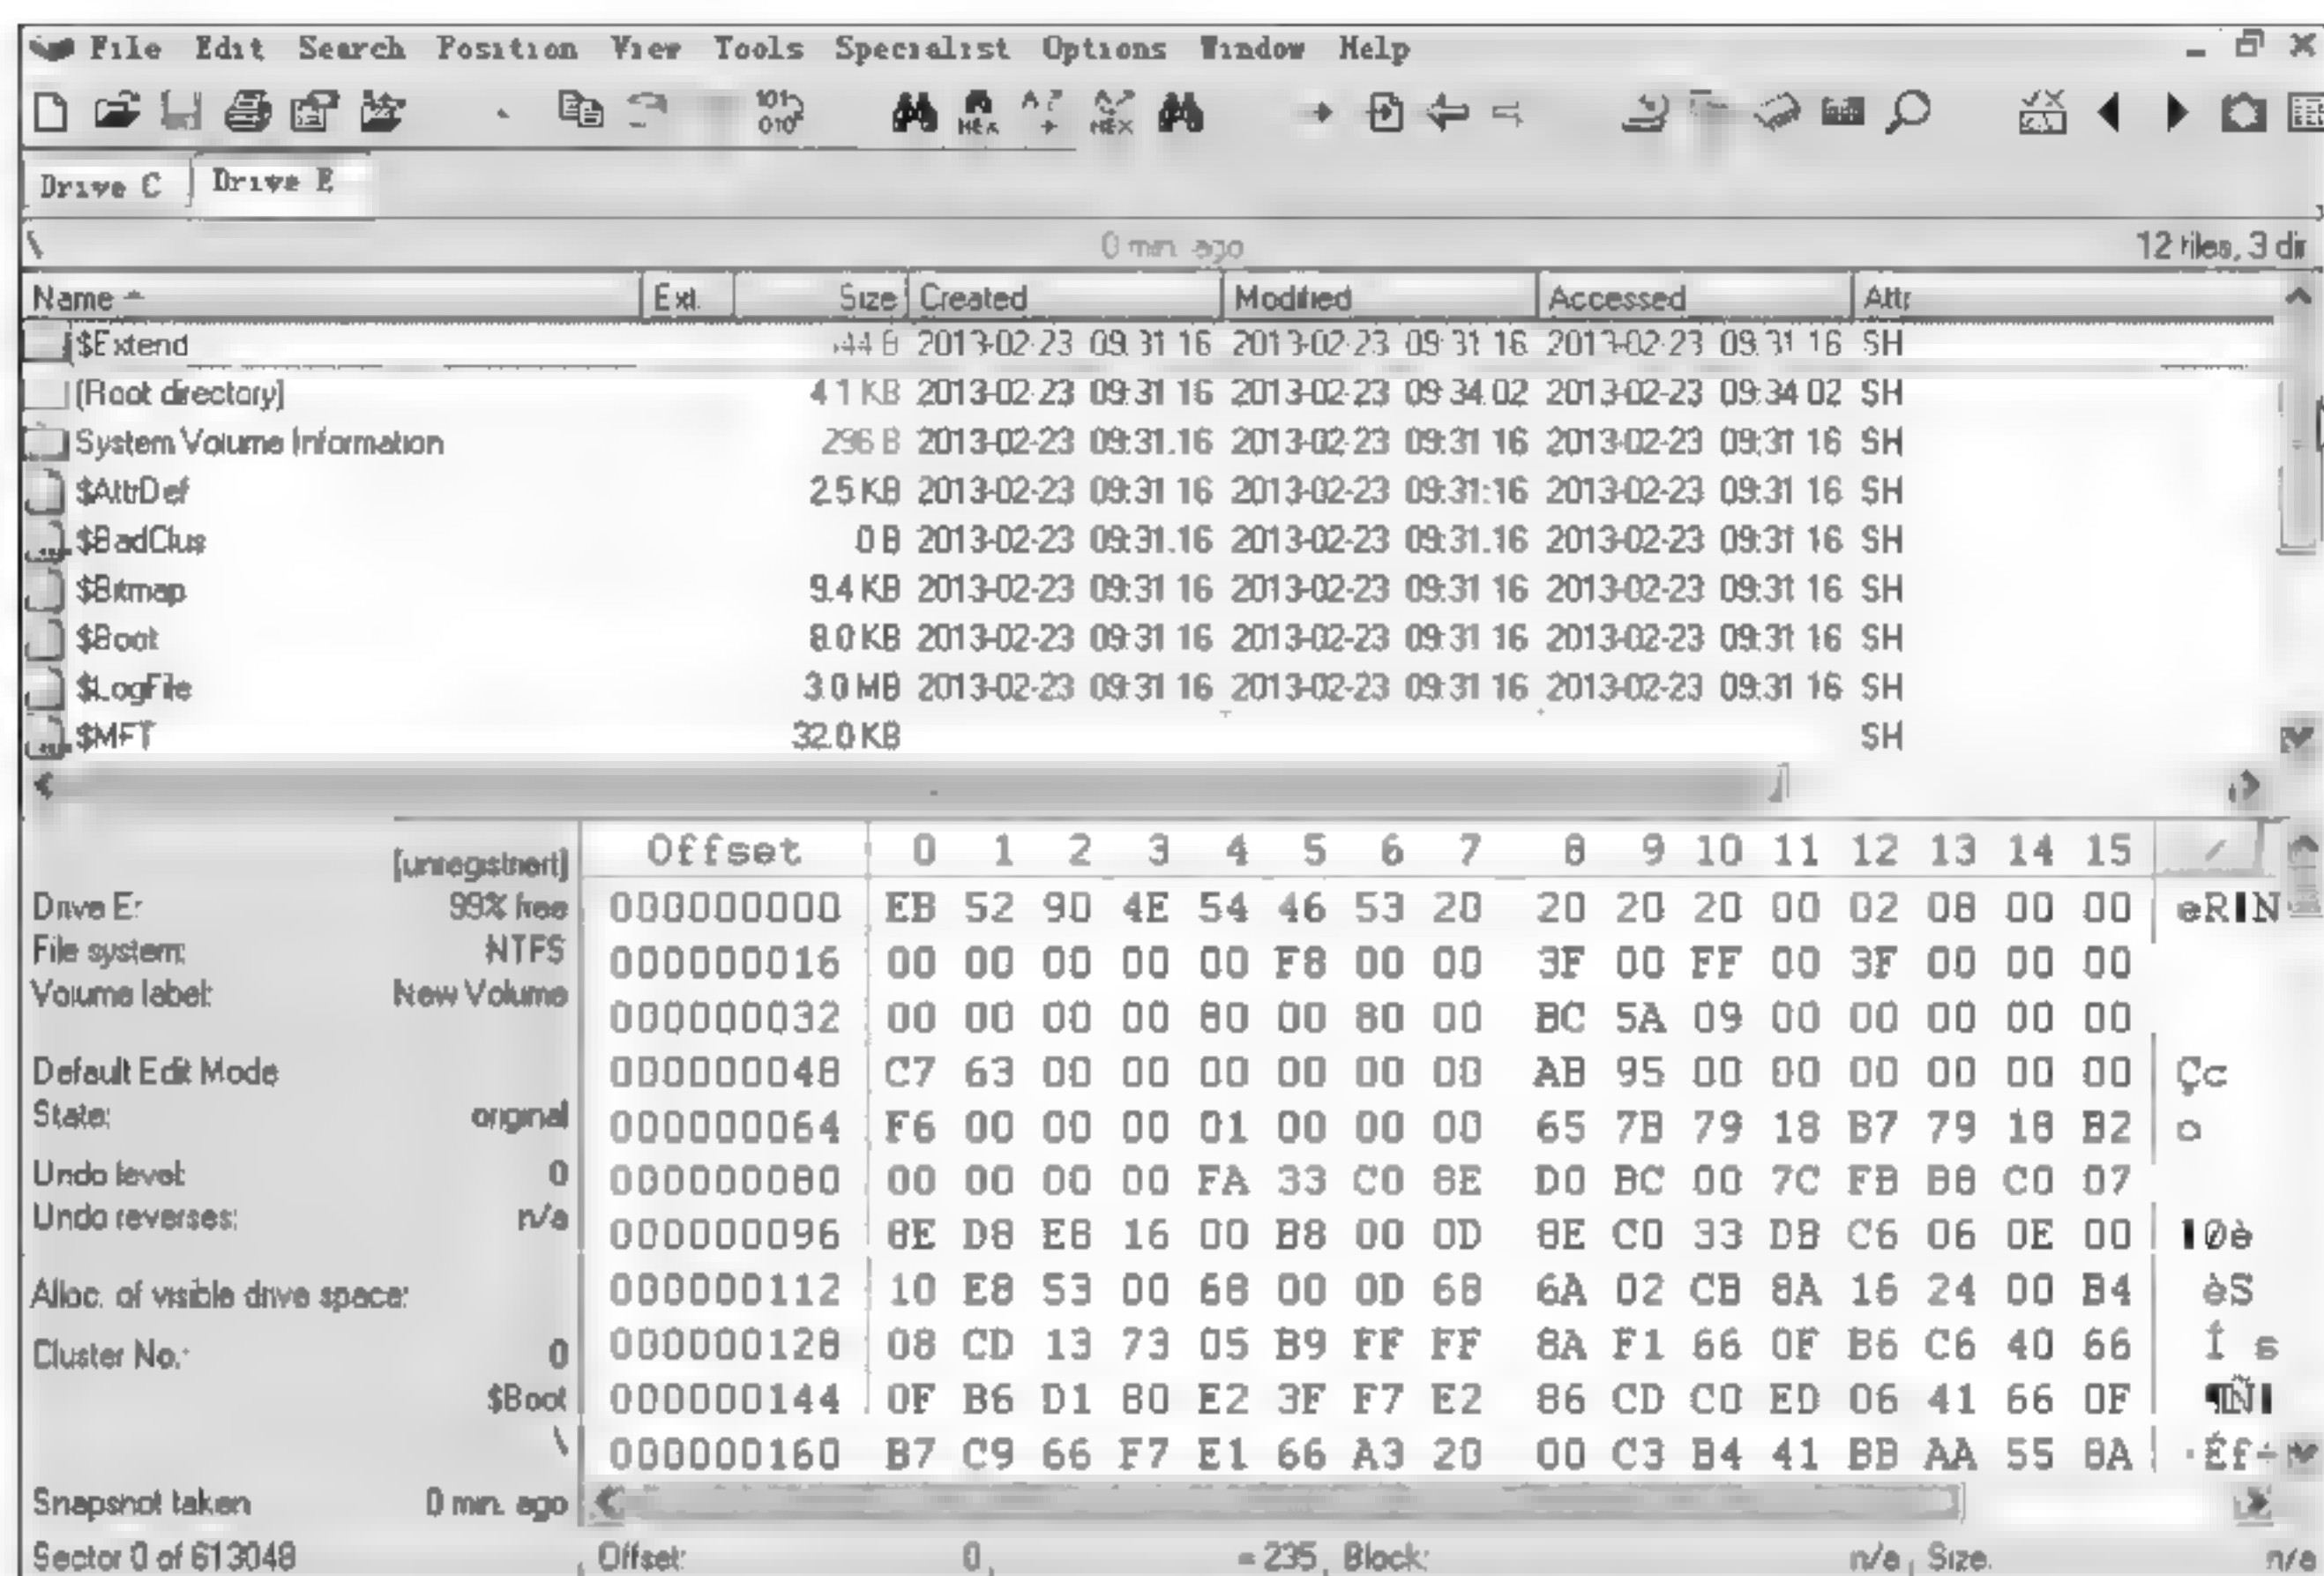 File Edit Search Position View Tools Specialist Options Window Help
Drive C Drive E
\ 0 min. ago 12 files, 3 dir
Name Ext. Size Created Modified Accessed Attr
$Extend 2013-02-23 09:31:16 2013-02-23 09:31:16 2013-02-23 09:31:16 SH
(Root directory) 4.1 KB 2013-02-23 09:31:16 2013-02-23 09:34:02 2013-02-23 09:34:02 SH
System Volume Information 296 B 2013-02-23 09:31:16 2013-02-23 09:31:16 2013-02-23 09:31:16 SH
$AttrDef 2.5 KB 2013-02-23 09:31:16 2013-02-23 09:31:16 2013-02-23 09:31:16 SH
$BadClus 0 B 2013-02-23 09:31:16 2013-02-23 09:31:16 2013-02-23 09:31:16 SH
$Bitmap 9.4 KB 2013-02-23 09:31:16 2013-02-23 09:31:16 2013-02-23 09:31:16 SH
$Boot 8.0 KB 2013-02-23 09:31:16 2013-02-23 09:31:16 2013-02-23 09:31:16 SH
$LogFile 3.0 MB 2013-02-23 09:31:16 2013-02-23 09:31:16 2013-02-23 09:31:16 SH
$MFT 32.0 KB SH
[unregistriert]
Drive E: 99% free
File system: NTFS
Volume label: New Volume
Default Edit Mode
State: original
Undo level: 0
Undo reverses: n/a
Alloc. of visible drive space:
Cluster No.: 0
$Boot
\
Snapshot taken 0 min. ago
Offset 0 1 2 3 4 5 6 7 8 9 10 11 12 13 14 15
000000000 EB 52 90 4E 54 46 53 20 20 20 20 00 02 08 00 00
000000016 00 00 00 00 00 F8 00 00 3F 00 FF 00 3F 00 00 00
000000032 00 00 00 00 80 00 80 00 BC 5A 09 00 00 00 00 00
000000048 C7 63 00 00 00 00 00 00 AB 95 00 00 00 00 00 00 Çc
000000064 F6 00 00 00 01 00 00 00 65 7B 79 18 B7 79 18 B2
000000080 00 00 00 00 FA 33 C0 8E D0 BC 00 7C FB B8 C0 07
000000096 8E D8 E8 16 00 B8 00 0D 8E C0 33 DB C6 06 0E 00
000000112 10 E8 53 00 68 00 0D 68 6A 02 CB 8A 16 24 00 B4 èS
000000128 08 CD 13 73 05 B9 FF FF 8A F1 66 0F B6 C6 40 66 Í s
000000144 0F B6 D1 80 E2 3F F7 E2 86 CD C0 ED 06 41 66 0F
000000160 B7 C9 66 F7 E1 66 A3 20 00 C3 B4 41 BB AA 55 8A ·Éf÷
Sector 0 of 613048 Offset: 0, = 235, Block: n/a, Size: n/a